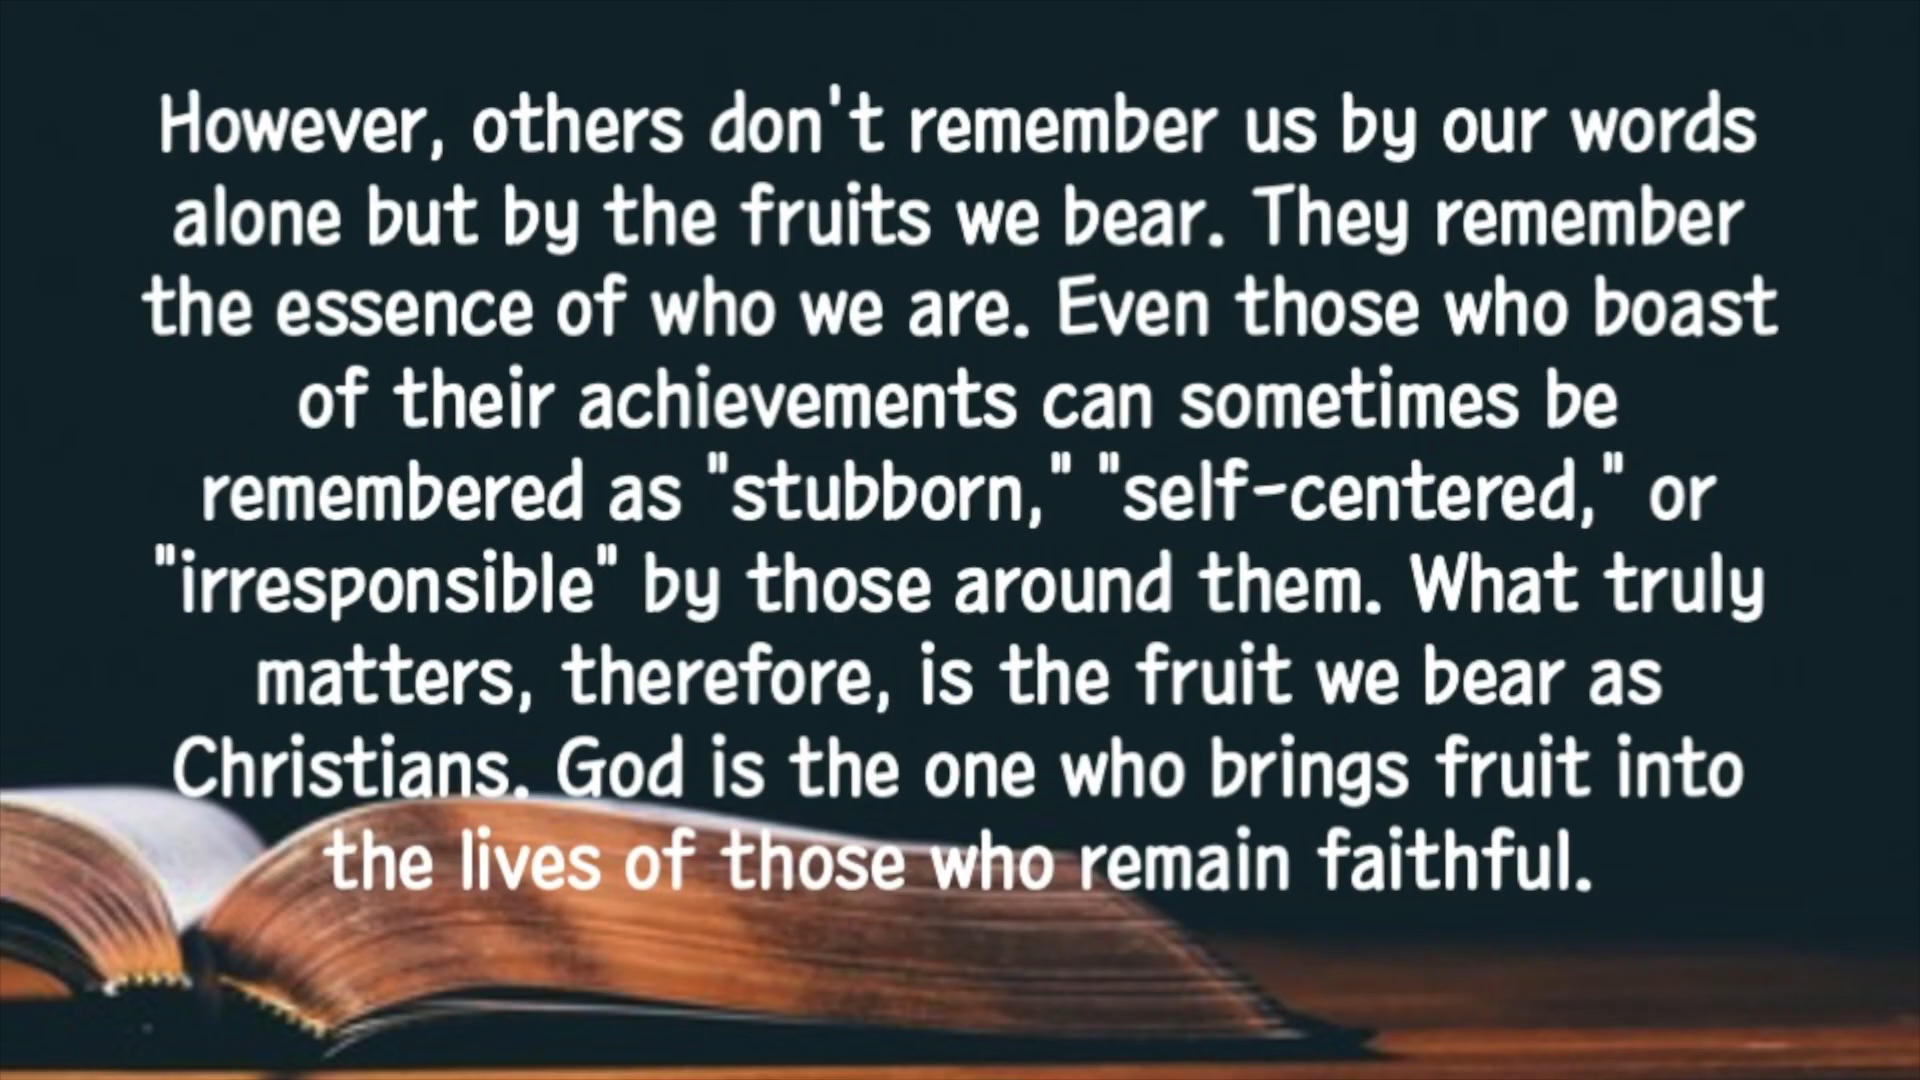 However, others don't remember us by our words
alone but by the fruits we bear. They remember
the essence of who we are. Even those who boast
of their achievements can sometimes be
remembered as "stubborn," "self-centered," or
"irresponsible" by those around them. What truly
matters, therefore, is the fruit we bear as
Christians. God is the one who brings fruit into
the lives of those who remain faithful.